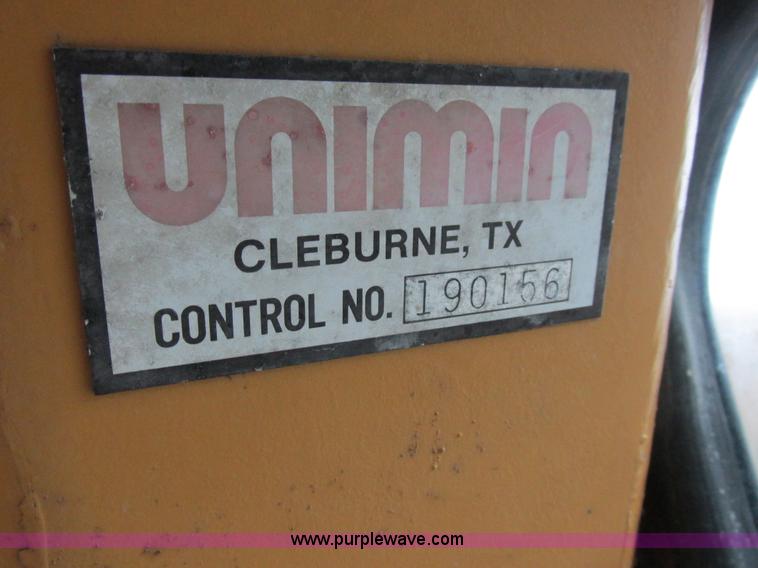 UNIMIN
CLEBURNE, TX
CONTROL NO. 190156
www.purplewave.com